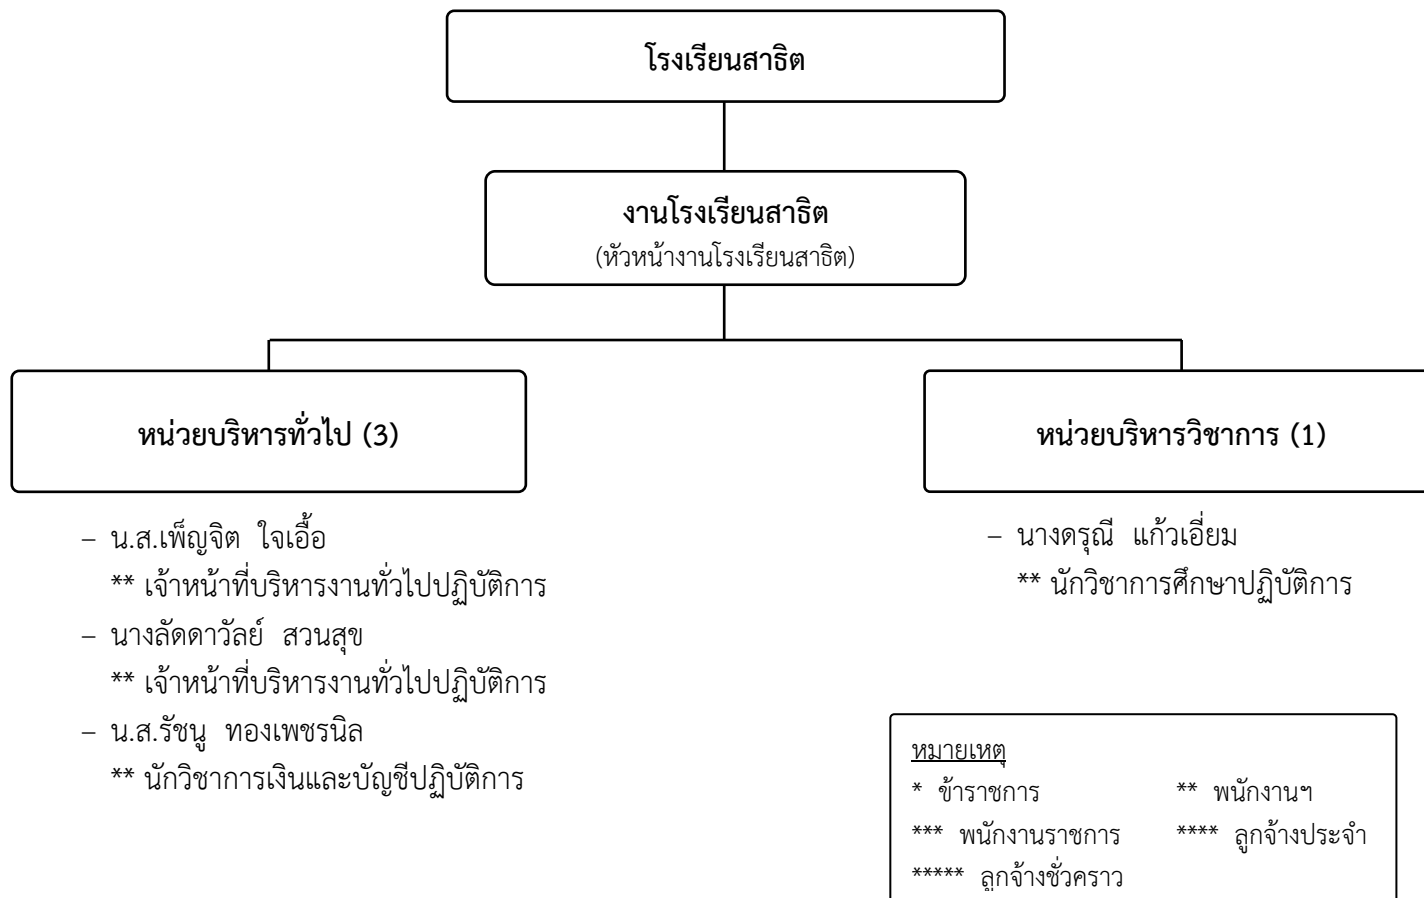 โรงเรียนสาธิต
งานโรงเรียนสาธิต
(หัวหน้างานโรงเรียนสาธิต)
หน่วยบริหารทั่วไป (3)
– น.ส.เพ็ญจิต ใจเอื้อ
** เจ้าหน้าที่บริหารงานทั่วไปปฏิบัติการ
– นางลัดดาวัลย์ สวนสุข
** เจ้าหน้าที่บริหารงานทั่วไปปฏิบัติการ
– น.ส.รัชนู ทองเพชรนิล
** นักวิชาการเงินและบัญชีปฏิบัติการ
หน่วยบริหารวิชาการ (1)
– นางดรุณี แก้วเอี่ยม
** นักวิชาการศึกษาปฏิบัติการ
หมายเหตุ
* ข้าราชการ ** พนักงานฯ
*** พนักงานราชการ **** ลูกจ้างประจำ
***** ลูกจ้างชั่วคราว